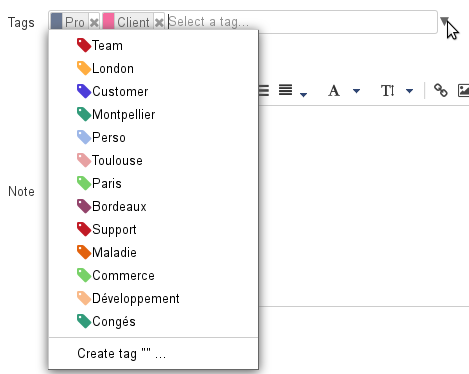 Tags Pro Client Select a tag...
Team
London
Customer
Montpellier
Perso
Toulouse
Paris
Note
Bordeaux
Support
Maladie
Commerce
Développement
Congés
Create tag "" ...